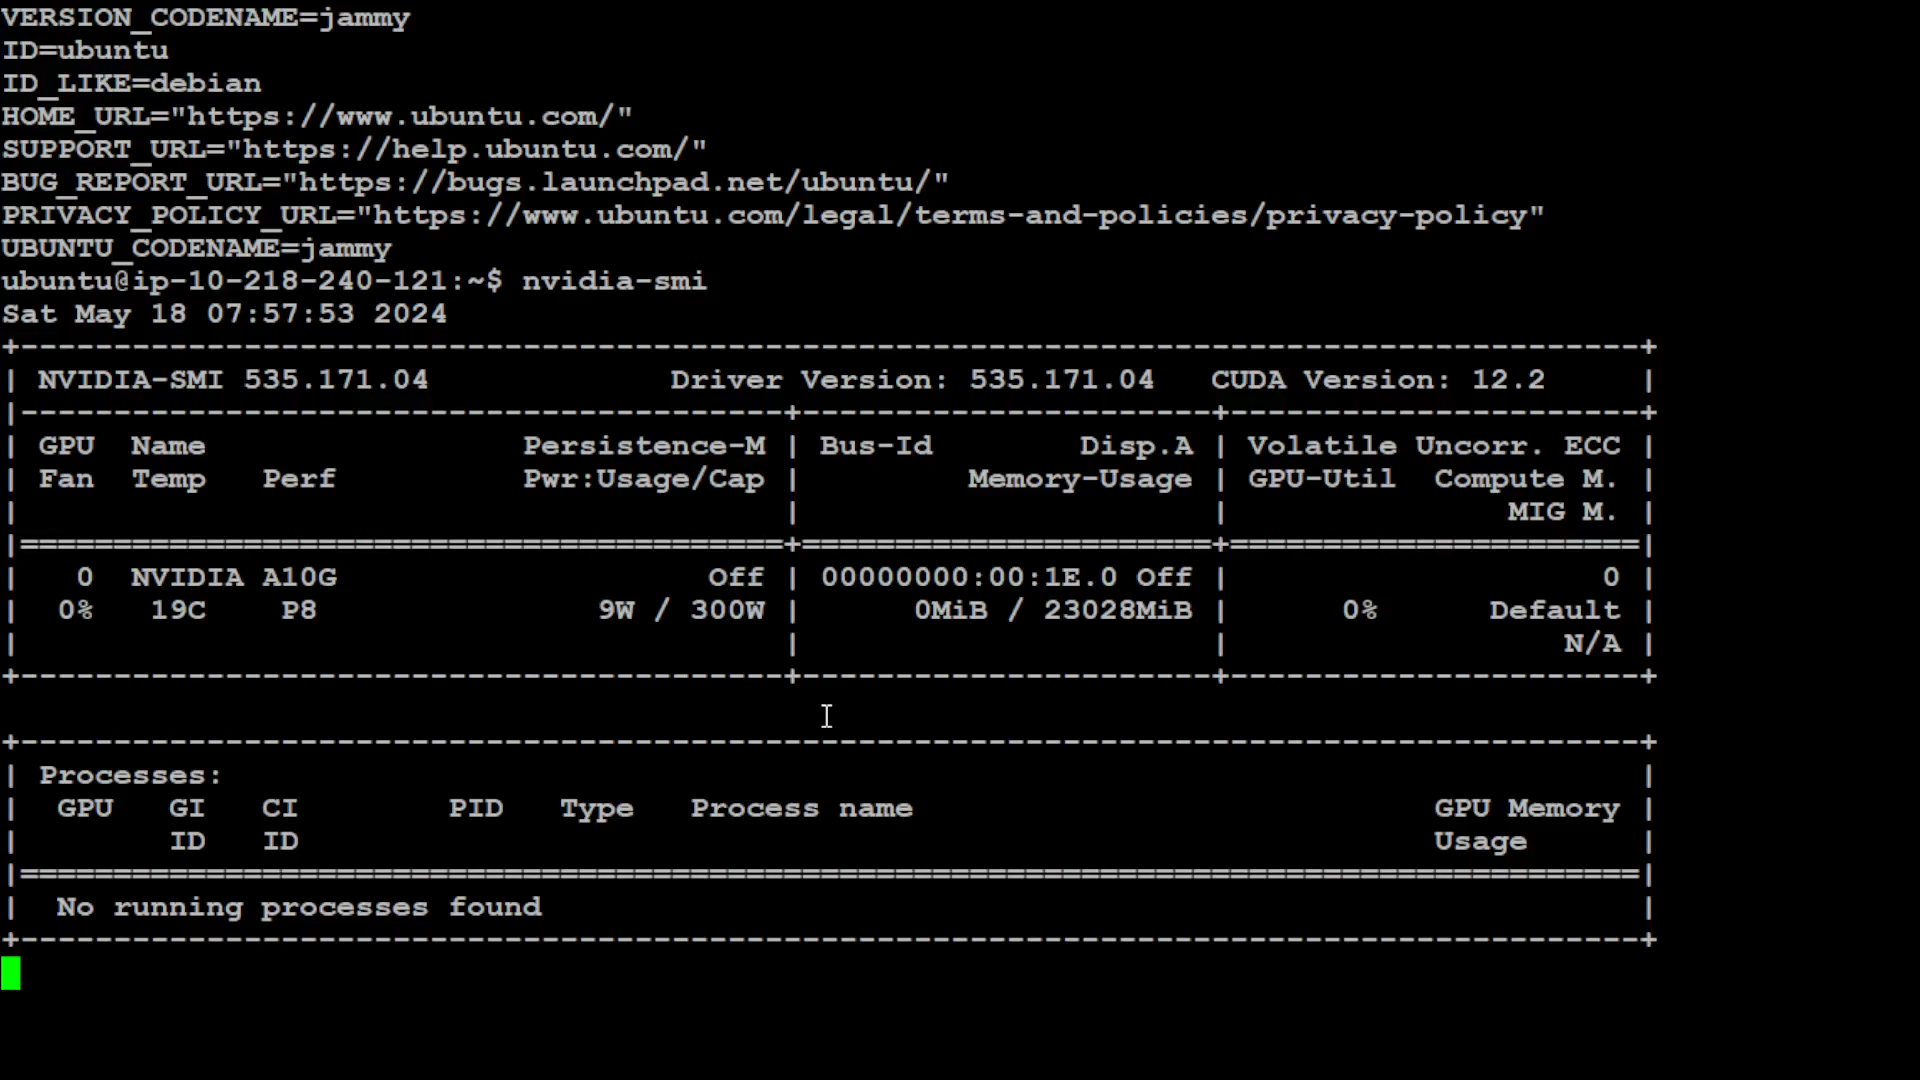 VERSION_CODENAME=jammy
ID=ubuntu
ID_LIKE=debian
HOME_URL="https://www.ubuntu.com/"
SUPPORT_URL="https://help.ubuntu.com/"
BUG_REPORT_URL="https://bugs.launchpad.net/ubuntu/"
PRIVACY_POLICY_URL="https://www.ubuntu.com/legal/terms-and-policies/privacy-policy"
UBUNTU_CODENAME=jammy
ubuntu@ip-10-218-240-121:~$ nvidia-smi
Sat May 18 07:57:53 2024
+---------------------------------------------------------------------------------------+
| NVIDIA-SMI 535.171.04             Driver Version: 535.171.04   CUDA Version: 12.2     |
|-----------------------------------------+----------------------+----------------------+
| GPU  Name                 Persistence-M | Bus-Id        Disp.A | Volatile Uncorr. ECC |
| Fan  Temp   Perf          Pwr:Usage/Cap |         Memory-Usage | GPU-Util  Compute M. |
|                                         |                      |               MIG M. |
|=========================================+======================+======================|
|   0  NVIDIA A10G                    Off | 00000000:00:1E.0 Off |                    0 |
|  0%   19C    P8               9W / 300W |      0MiB / 23028MiB |      0%      Default |
|                                         |                      |                  N/A |
+-----------------------------------------+----------------------+----------------------+
+---------------------------------------------------------------------------------------+
| Processes:                                                                            |
|  GPU   GI   CI        PID   Type   Process name                            GPU Memory |
|        ID   ID                                                             Usage      |
|=======================================================================================|
|  No running processes found                                                           |
+---------------------------------------------------------------------------------------+